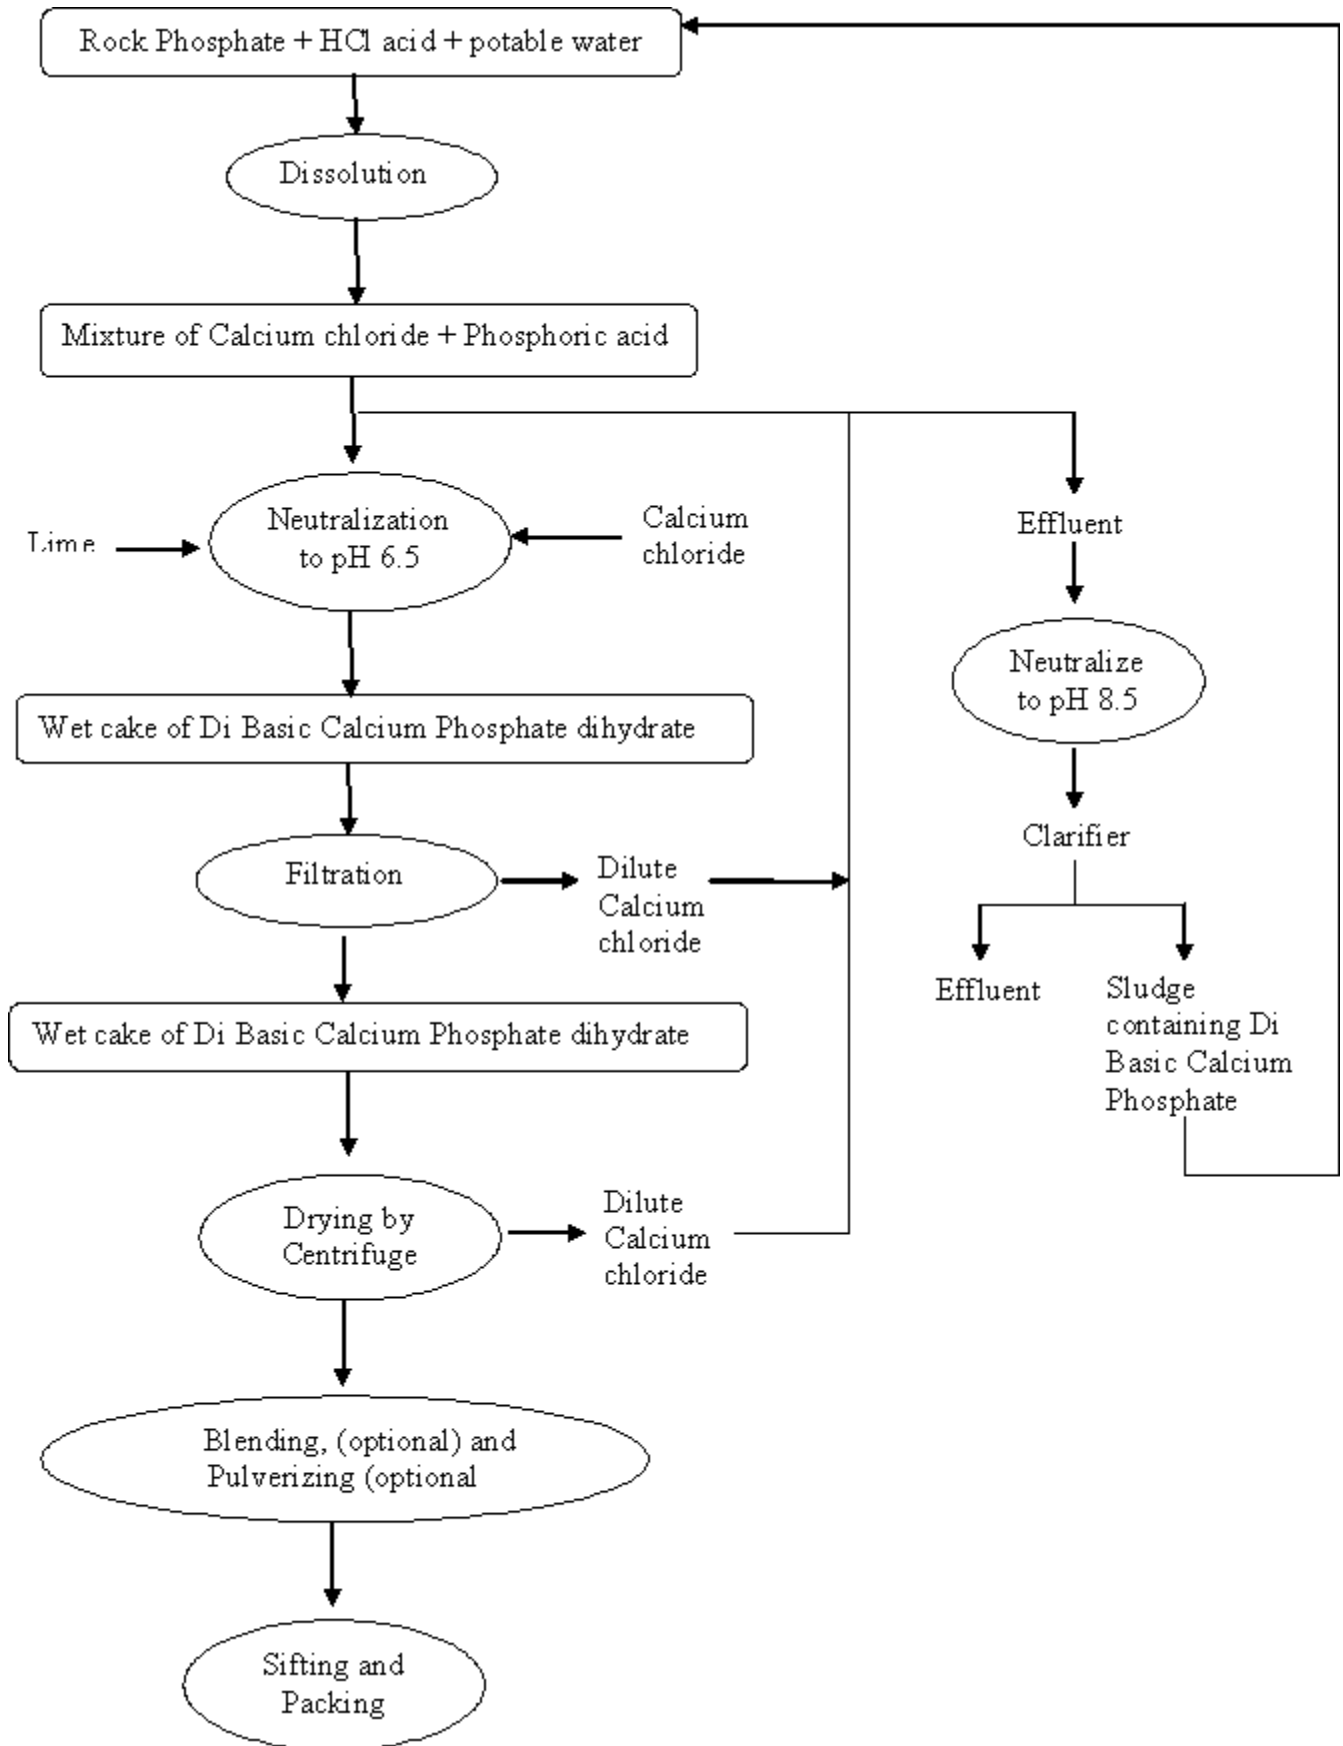 Rock Phosphate + HCl acid + potable water
Dissolution
Mixture of Calcium chloride + Phosphoric acid
Neutralization
to pH 6.5
Lime
Calcium
chloride
Effluent
Neutralize
to pH 8.5
Wet cake of Di Basic Calcium Phosphate dihydrate
Clarifier
Filtration
Dilute
Calcium
chloride
Effluent
Sludge
containing Di
Basic Calcium
Phosphate
Wet cake of Di Basic Calcium Phosphate dihydrate
Drying by
Centrifuge
Dilute
Calcium
chloride
Blending, (optional) and
Pulverizing (optional
Sifting and
Packing